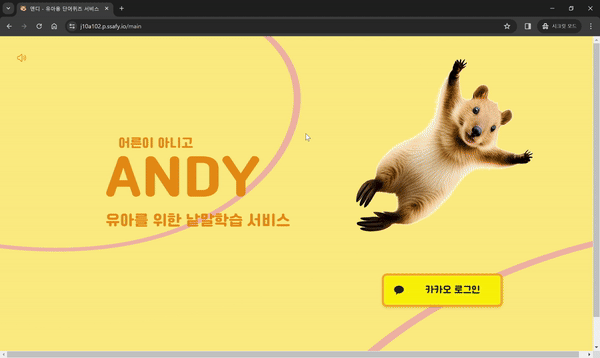 앤디 - 유아용 단어퀴즈 서비스
j10a102.p.ssafy.io/main
시크릿 모드
어른이 아니고
ANDY
유아를 위한 낱말학습 서비스
카카오 로그인